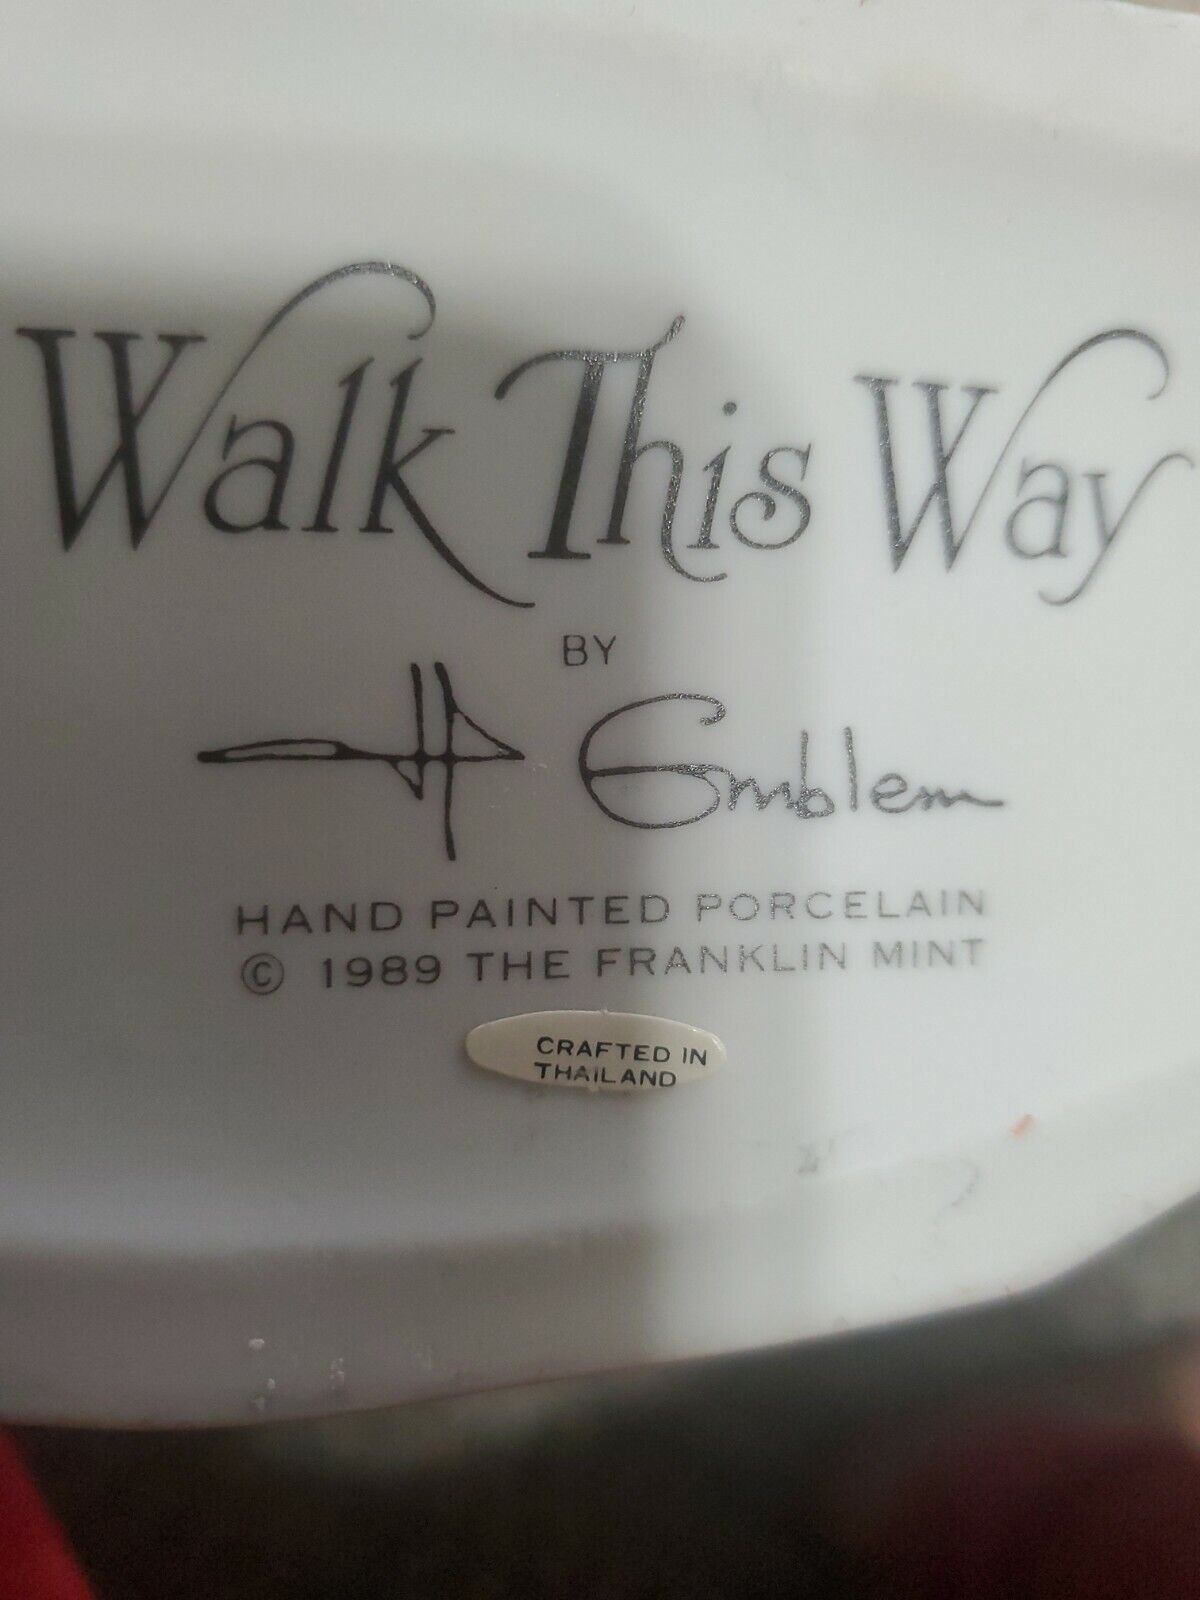 Walk This Way
BY
Emblem
HAND PAINTED PORCELAIN
© 1989 THE FRANKLIN MINT
CRAFTED IN
THAILAND